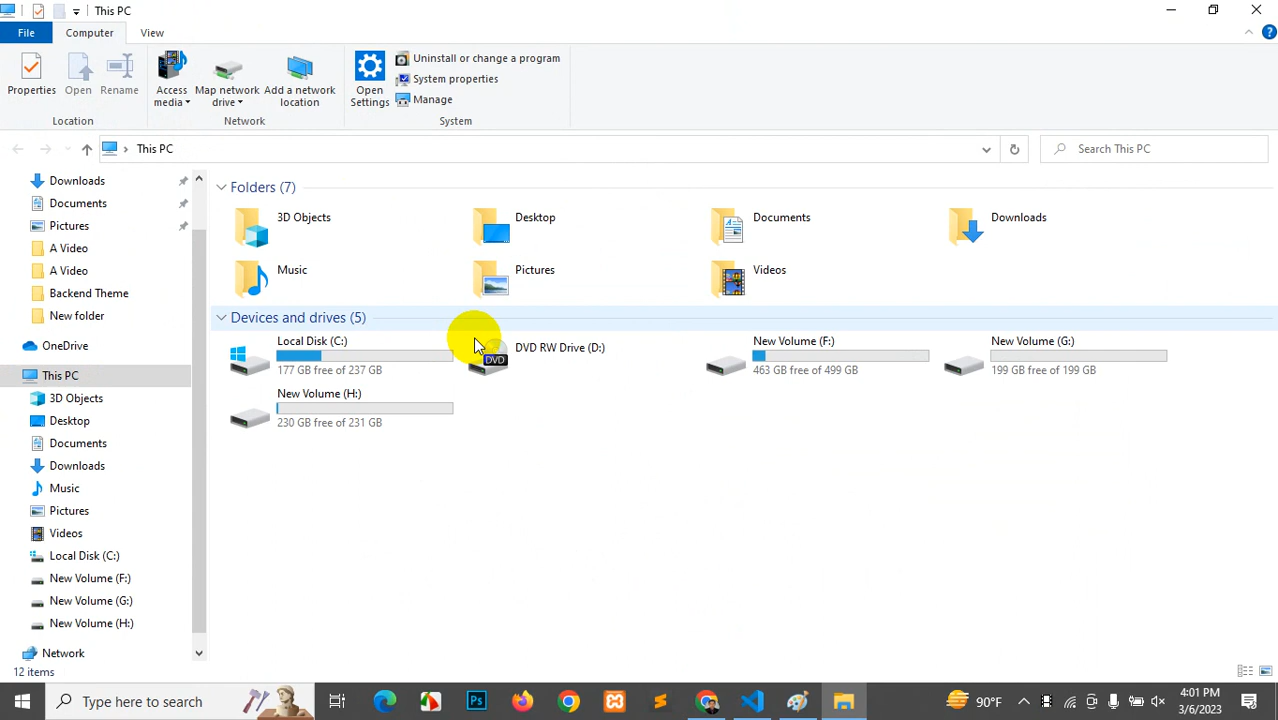 This PC
File
Computer
View
Properties
Open
Rename
Access media
Map network drive
Add a network location
Open Settings
Uninstall or change a program
System properties
Manage
Location
Network
System
This PC
Search This PC
Downloads
Documents
Pictures
A Video
A Video
Backend Theme
New folder
OneDrive
This PC
3D Objects
Desktop
Documents
Downloads
Music
Pictures
Videos
Local Disk (C:)
New Volume (F:)
New Volume (G:)
New Volume (H:)
Network
Folders (7)
3D Objects
Desktop
Documents
Downloads
Music
Pictures
Videos
Devices and drives (5)
Local Disk (C:)
177 GB free of 237 GB
DVD
DVD RW Drive (D:)
New Volume (F:)
463 GB free of 499 GB
New Volume (G:)
199 GB free of 199 GB
New Volume (H:)
230 GB free of 231 GB
12 items
Type here to search
Ps
90°F
4:01 PM
3/6/2023